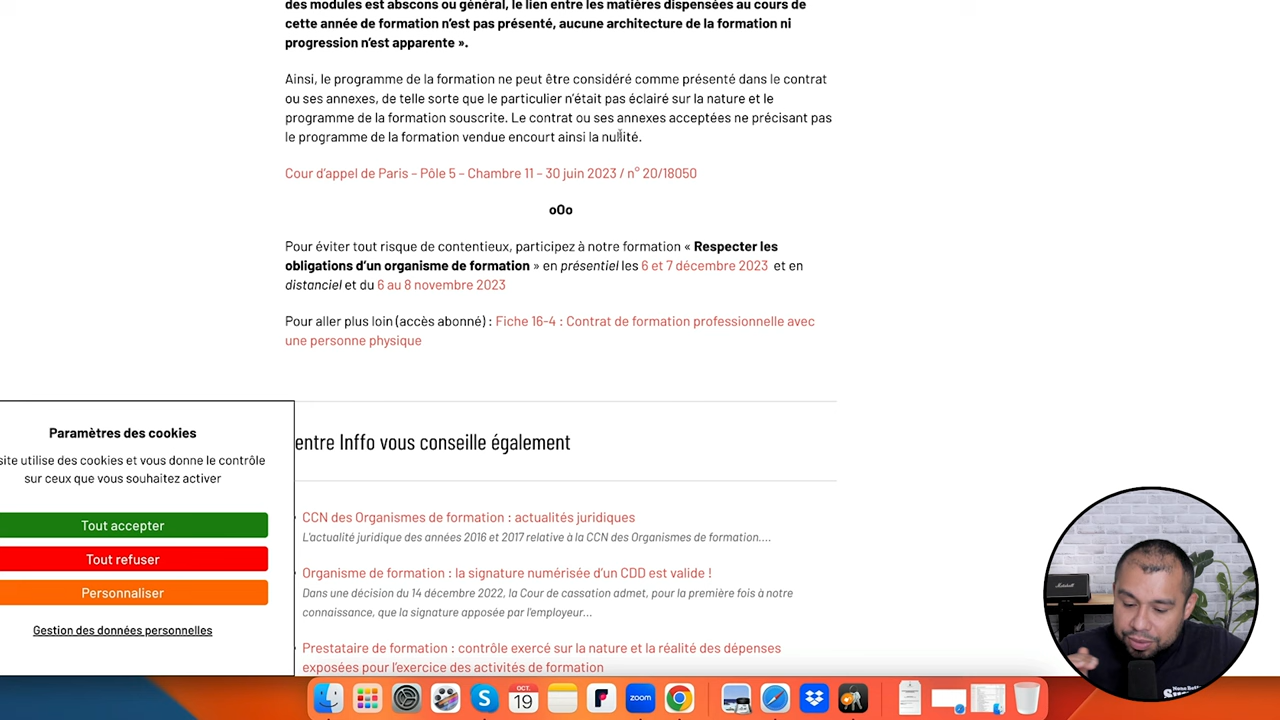 des modules est abscons ou général, le lien entre les matières dispensées au cours de
cette année de formation n'est pas présenté, aucune architecture de la formation ni
progression n'est apparente ».
Ainsi, le programme de la formation ne peut être considéré comme présenté dans le contrat
ou ses annexes, de telle sorte que le particulier n'était pas éclairé sur la nature et le
programme de la formation souscrite. Le contrat ou ses annexes acceptées ne précisant pas
le programme de la formation vendue encourt ainsi la nullité.
Cour d'appel de Paris – Pôle 5 – Chambre 11 – 30 juin 2023 / n° 20/18050
oOo
Pour éviter tout risque de contentieux, participez à notre formation « Respecter les
obligations d'un organisme de formation » en présentiel les 6 et 7 décembre 2023 et en
distanciel et du 6 au 8 novembre 2023
Pour aller plus loin (accès abonné) : Fiche 16-4 : Contrat de formation professionnelle avec
une personne physique
entre Inffo vous conseille également
CCN des Organismes de formation : actualités juridiques
L'actualité juridique des années 2016 et 2017 relative à la CCN des Organismes de formation....
Organisme de formation : la signature numérisée d'un CDD est valide !
Dans une décision du 14 décembre 2022, la Cour de cassation admet, pour la première fois à notre
connaissance, que la signature apposée par l'employeur...
Prestataire de formation : contrôle exercé sur la nature et la réalité des dépenses
exposées pour l'exercice des activités de formation
Paramètres des cookies
site utilise des cookies et vous donne le contrôle
sur ceux que vous souhaitez activer
Tout accepter
Tout refuser
Personnaliser
Gestion des données personnelles
OCT.
19
zoom
Marshall